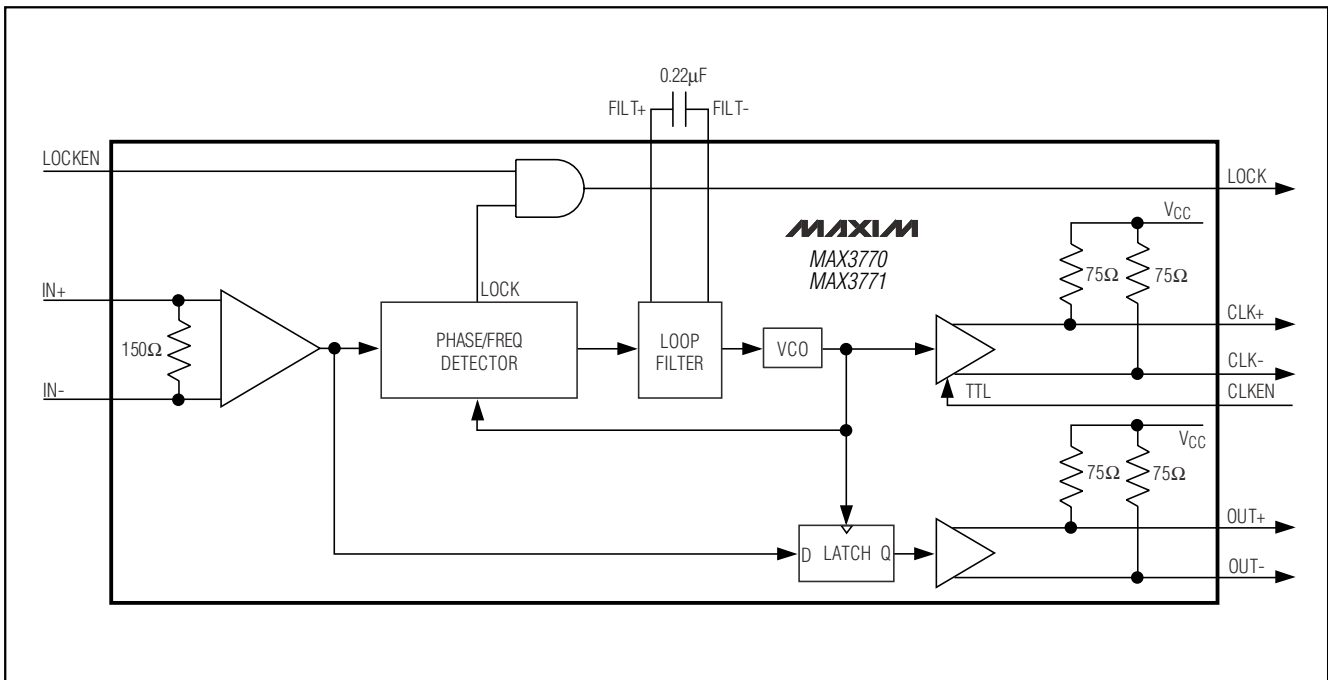 0.22µF
FILT+ FILT-
LOCKEN
LOCK
VCC
MAXIM
MAX3770
MAX3771
75Ω 75Ω
IN+
LOCK
CLK+
150Ω
PHASE/FREQ
DETECTOR
LOOP
FILTER
VCO
IN-
CLK-
TTL
CLKEN
VCC
75Ω 75Ω
OUT+
D LATCH Q
OUT-